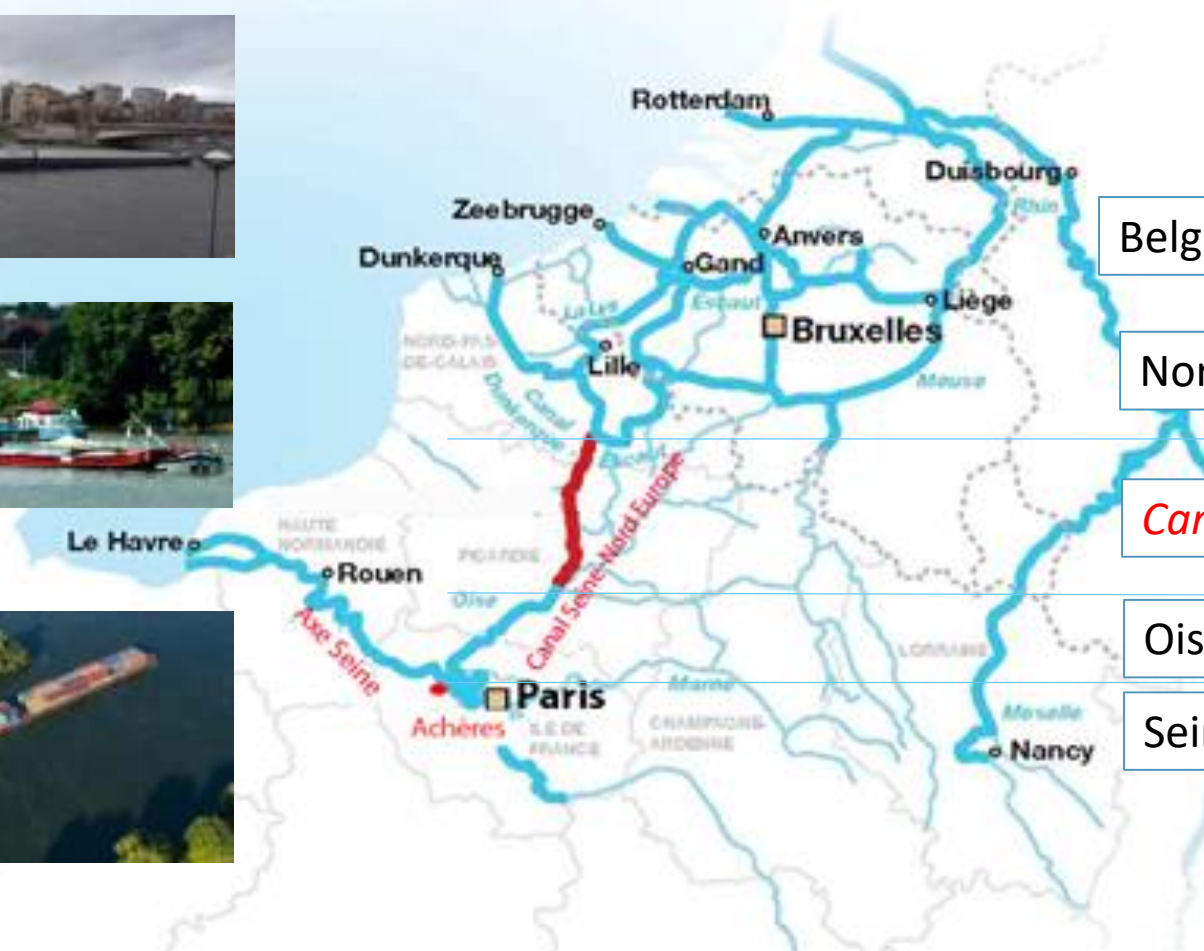 Rotterdam
Duisbourg
Rhin
Zeebrugge
Belg
Anvers
Dunkerque
Gand
La Lys
Escaut
Liège
Bruxelles
NORD-PAS-
DE-CALAIS
Lille
Nor
Meuse
Canal
Dunkerque
Escaut
Canal Seine-Nord Europe
Le Havre
HAUTE
NORMANDIE
PICARDIE
Rouen
Oise
Axe Seine
Ois
LORRAINE
Marne
Paris
Achères
ILE DE
FRANCE
CHAMPAGNE-
ARDENNE
Moselle
Nancy
Sei